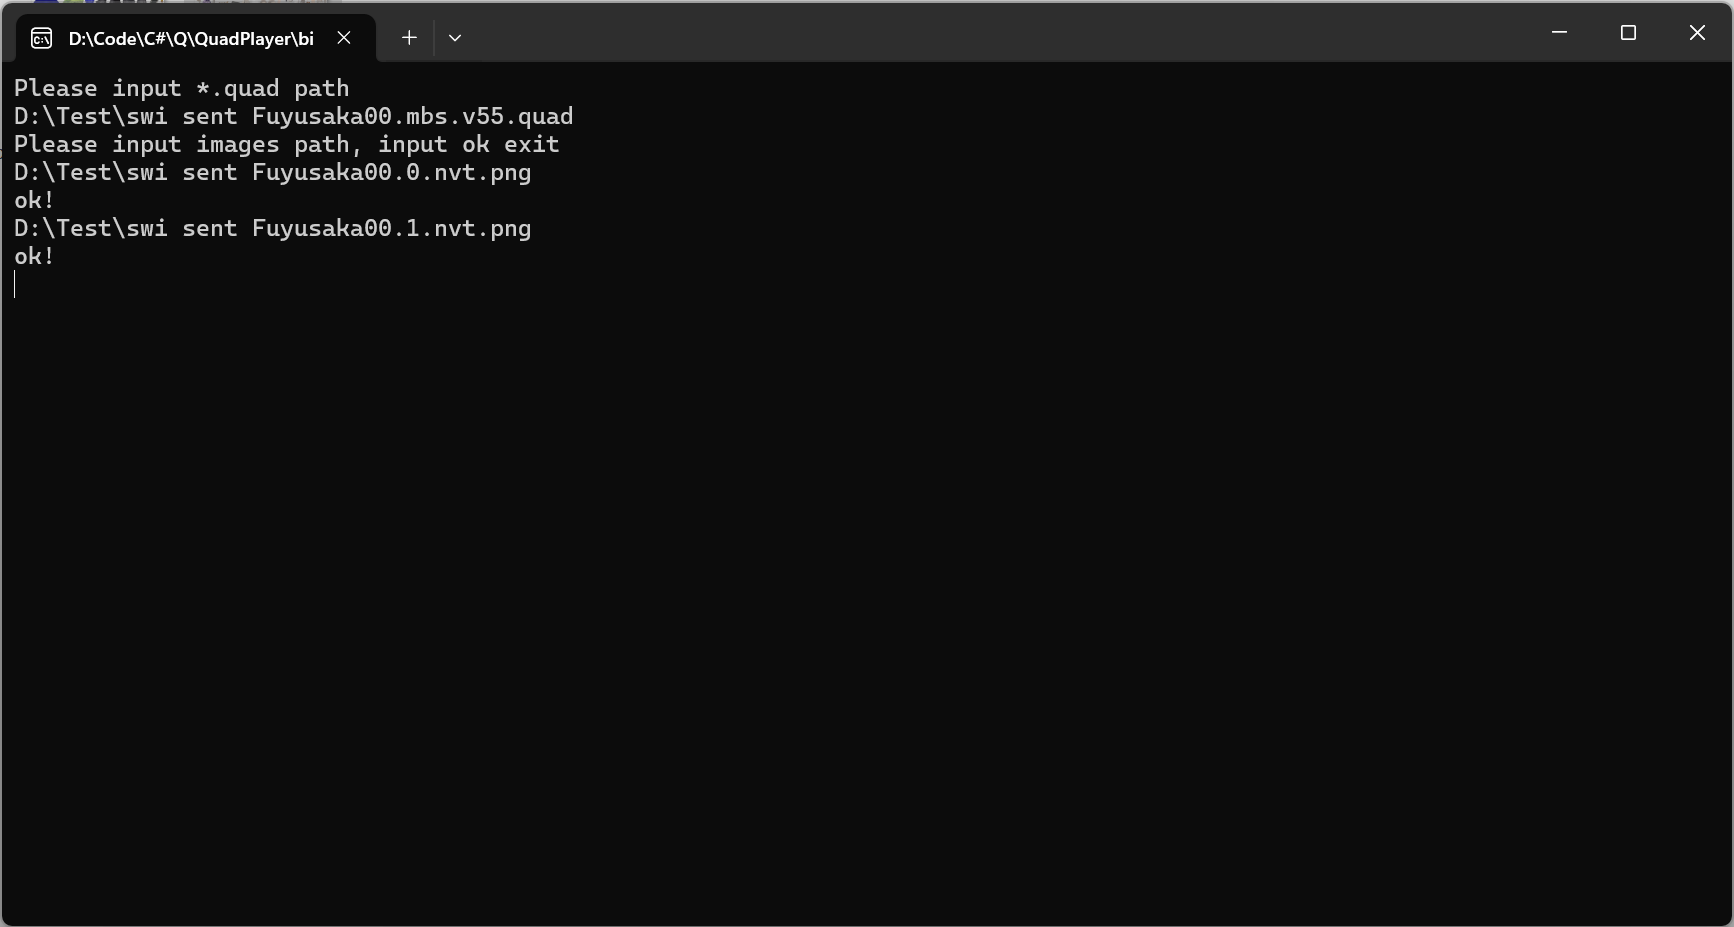 D:\Code\C#\Q\QuadPlayer\bi
Please input *.quad path
D:\Test\swi sent Fuyusaka00.mbs.v55.quad
Please input images path, input ok exit
D:\Test\swi sent Fuyusaka00.0.nvt.png
ok!
D:\Test\swi sent Fuyusaka00.1.nvt.png
ok!